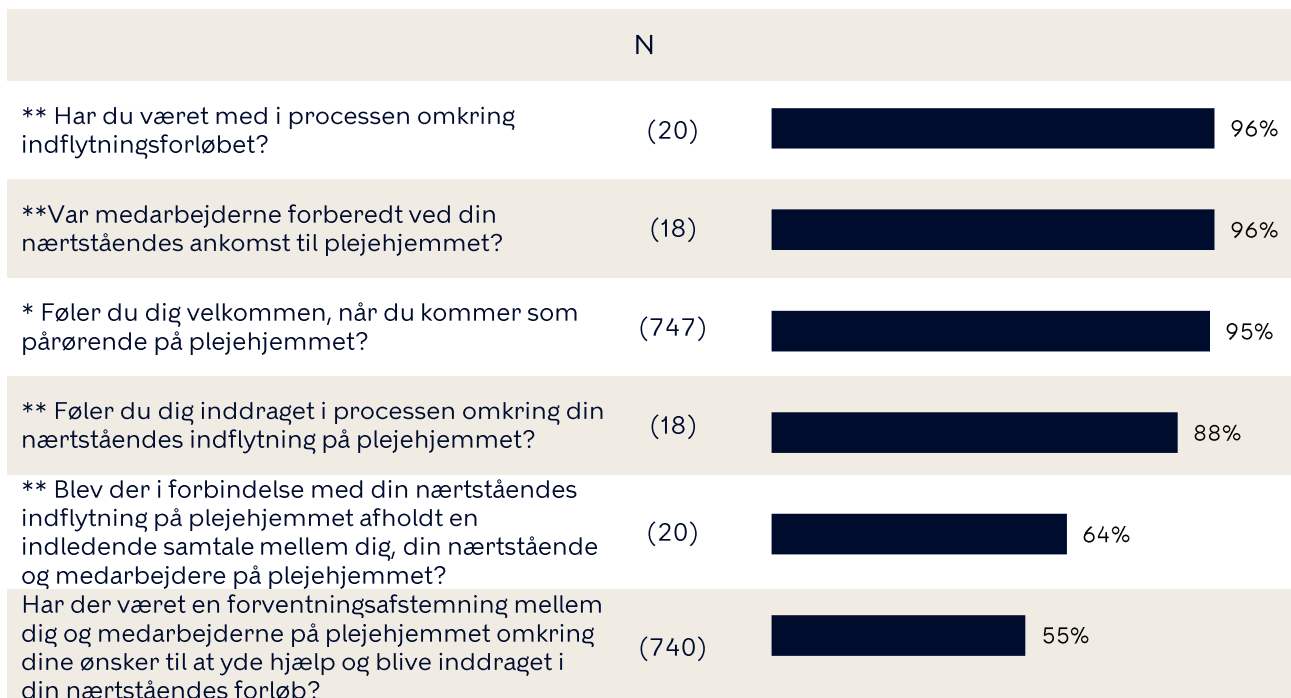 N
** Har du været med i processen omkring
indflytningsforløbet?
(20)
96%
**Var medarbejderne forberedt ved din
nærtståendes ankomst til plejehjemmet?
(18)
96%
* Føler du dig velkommen, når du kommer som
pårørende på plejehjemmet?
(747)
95%
** Føler du dig inddraget i processen omkring din
nærtståendes indflytning på plejehjemmet?
(18)
88%
** Blev der i forbindelse med din nærtståendes
indflytning på plejehjemmet afholdt en
indledende samtale mellem dig, din nærtstående
og medarbejdere på plejehjemmet?
(20)
64%
Har der været en forventningsafstemning mellem
dig og medarbejderne på plejehjemmet omkring
dine ønsker til at yde hjælp og blive inddraget i
din nærtståendes forløb?
(740)
55%